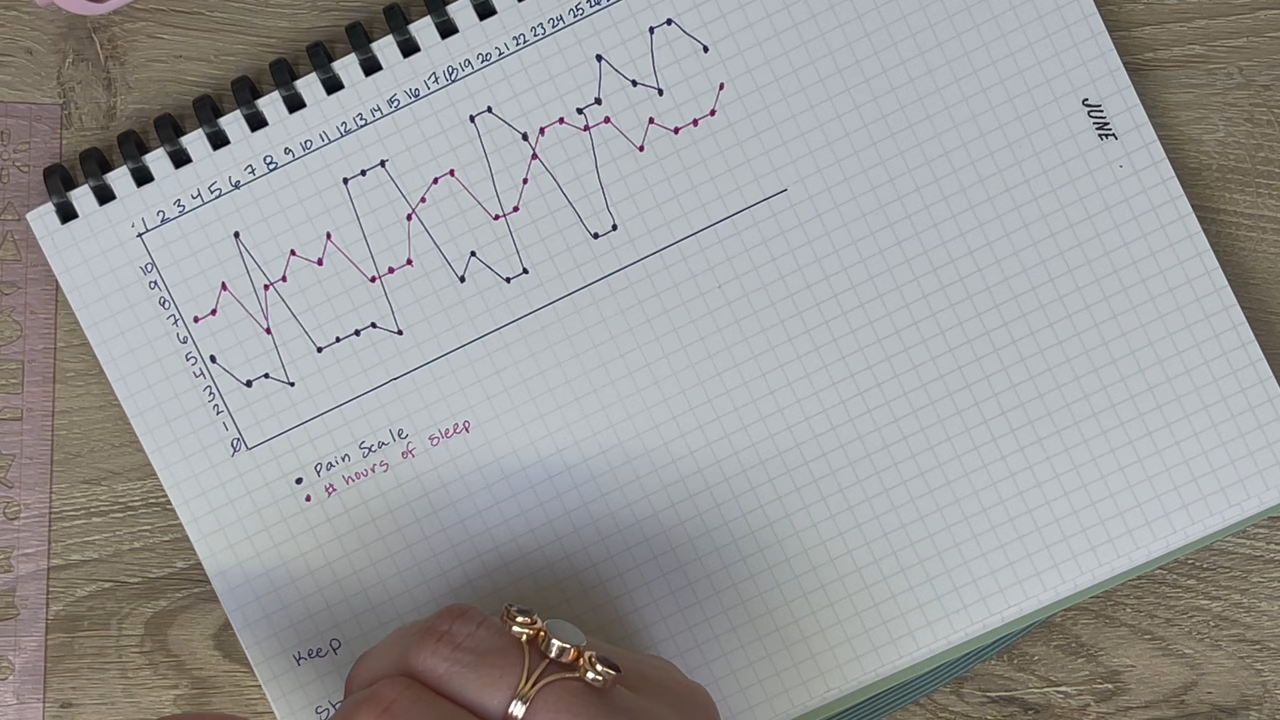 1 2 3 4 5 6 7 8 9 10 11 12 13 14 15 16 17 18 19 20 21 22 23 24 25
10
9
8
7
6
5
4
3
2
1
0
JUNE
• Pain Scale
• # hours of sleep
Keep